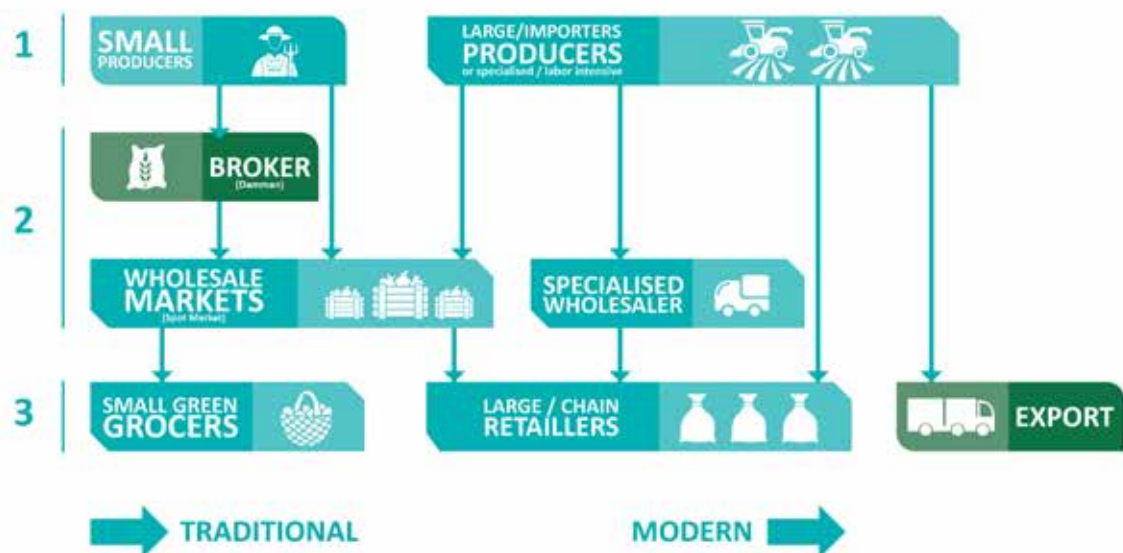 1
SMALL
PRODUCERS
LARGE/IMPORTERS
PRODUCERS
or specialised / labor intensive
2
BROKER
(Damman)
WHOLESALE
MARKETS
(Spot Market)
SPECIALISED
WHOLESALER
3
SMALL GREEN
GROCERS
LARGE / CHAIN
RETAILLERS
EXPORT
TRADITIONAL
MODERN